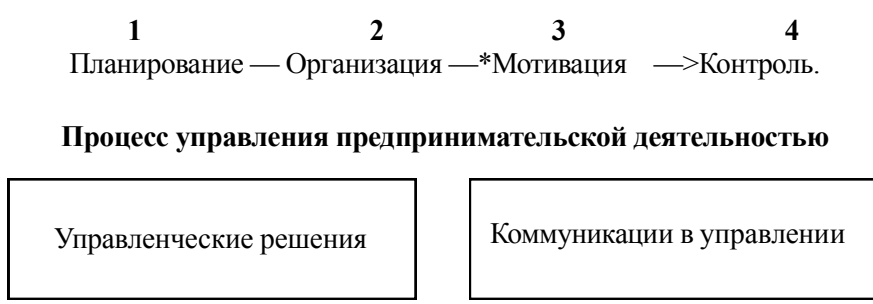 1 2 3 4
Планирование — Организация —*Мотивация —>Контроль.
Процесс управления предпринимательской деятельностью
Управленческие решения
Коммуникации в управлении